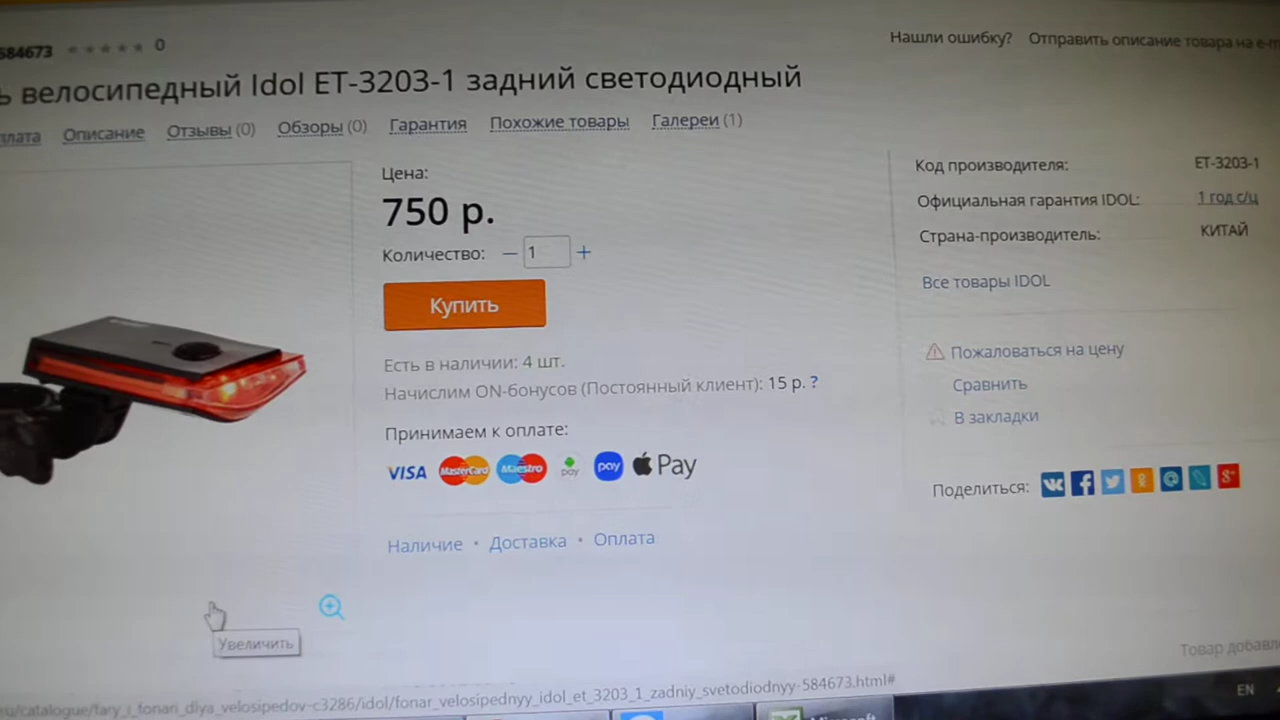 584673 0
Нашли ошибку? Отправить описание товара на e-m
ь велосипедный Idol ET-3203-1 задний светодиодный
плата Описание Отзывы (0) Обзоры (0) Гарантия Похожие товары Галереи (1)
Цена:
750 р.
Количество: — 1 +
Купить
Есть в наличии: 4 шт.
Начислим ON-бонусов (Постоянный клиент): 15 р. ?
Принимаем к оплате:
VISA MasterCard Maestro pay pay Pay
Наличие • Доставка • Оплата
Код производителя: ET-3203-1
Официальная гарантия IDOL: 1 год с/ц
Страна-производитель: КИТАЙ
Все товары IDOL
Пожаловаться на цену
Сравнить
В закладки
Поделиться:
Увеличить
Товар добавл
ru/catalogue/fary_i_fonari_dlya_velosipedov-c3286/idol/fonar_velosipednyy_idol_et_3203_1_zadniy_svetodiodnyy-584673.html#
EN
Microsoft